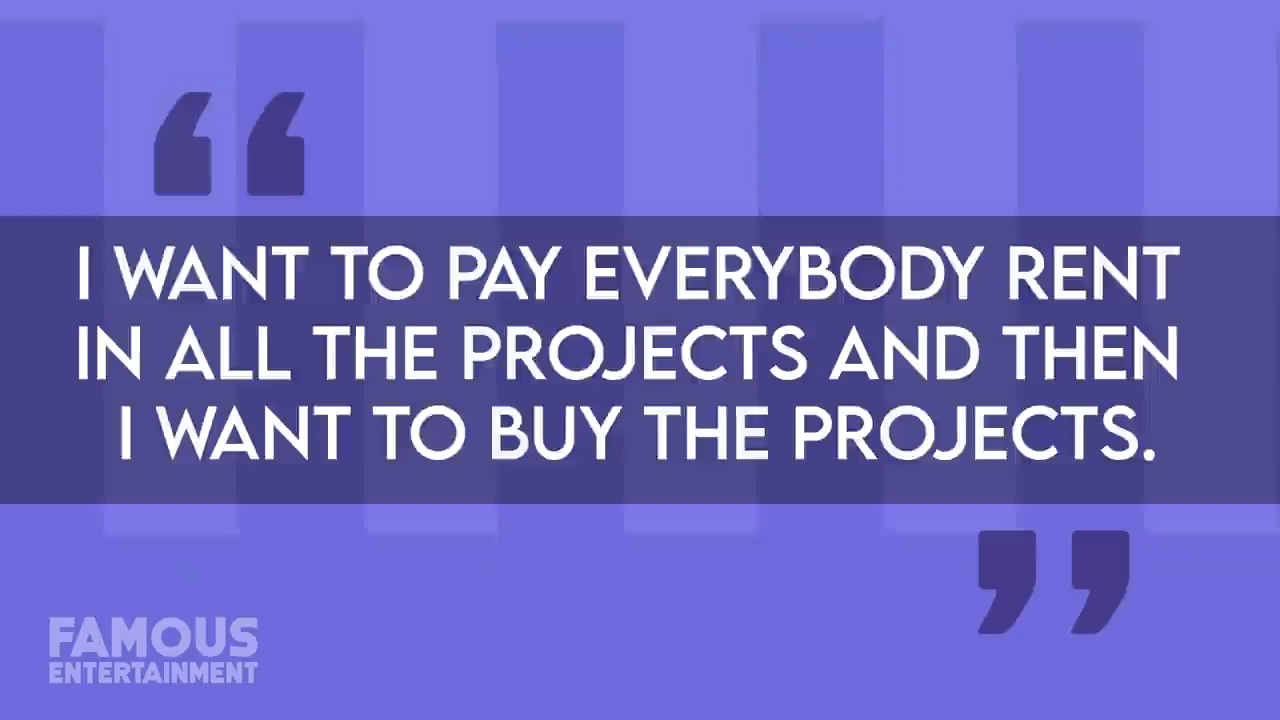 I WANT TO PAY EVERYBODY RENT
IN ALL THE PROJECTS AND THEN
I WANT TO BUY THE PROJECTS.
FAMOUS
ENTERTAINMENT